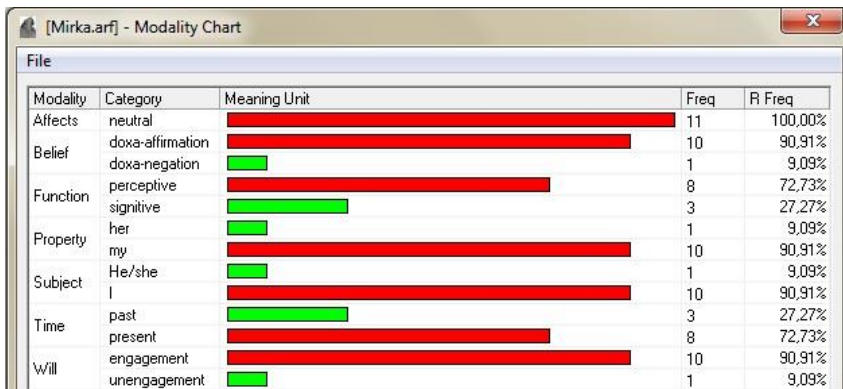 [Mirka.arf] - Modality Chart
x
File
Modality Category Meaning Unit Freq R Freq
Affects neutral 11 100,00%
Belief doxa-affirmation 10 90,91%
doxa-negation 1 9,09%
Function perceptive 8 72,73%
signitive 3 27,27%
Property her 1 9,09%
my 10 90,91%
Subject He/she 1 9,09%
I 10 90,91%
Time past 3 27,27%
present 8 72,73%
Will engagement 10 90,91%
unengagement 1 9,09%